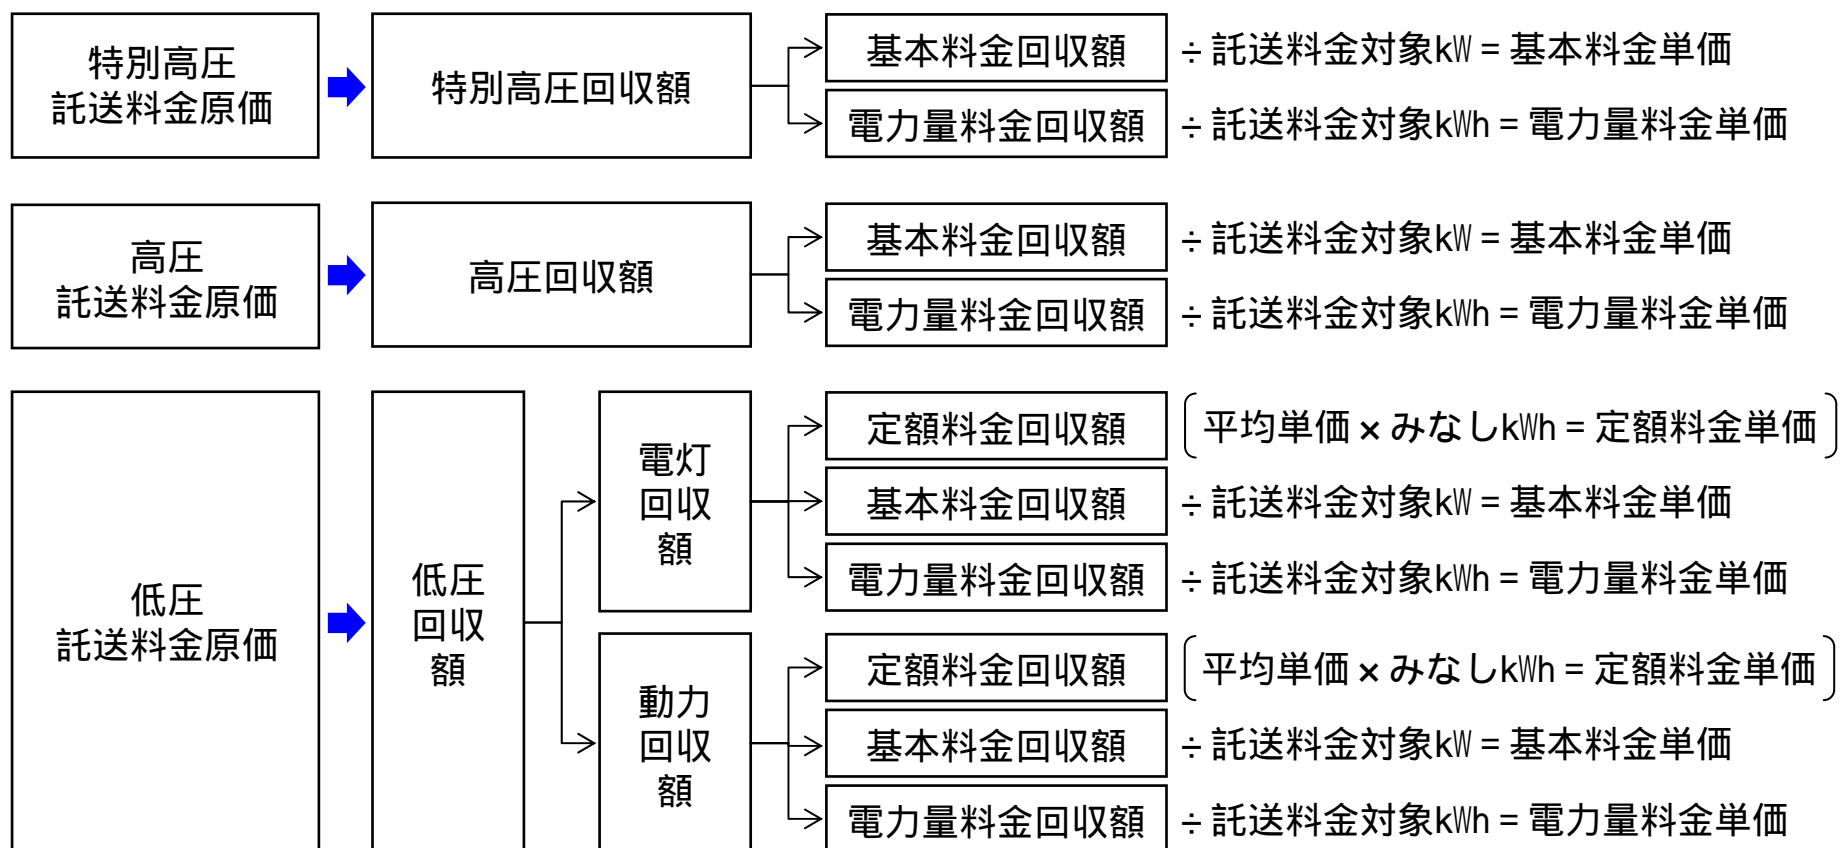 特別高圧
託送料金原価
特別高圧回収額
基本料金回収額
÷託送料金対象kW=基本料金単価
電力量料金回収額
÷託送料金対象kWh=電力量料金単価
高圧
託送料金原価
高圧回収額
基本料金回収額
÷託送料金対象kW=基本料金単価
電力量料金回収額
÷託送料金対象kWh=電力量料金単価
低圧
託送料金原価
低圧
回収
額
電灯
回収
額
定額料金回収額
〔平均単価×みなしkWh=定額料金単価〕
基本料金回収額
÷託送料金対象kW=基本料金単価
電力量料金回収額
÷託送料金対象kWh=電力量料金単価
動力
回収
額
定額料金回収額
〔平均単価×みなしkWh=定額料金単価〕
基本料金回収額
÷託送料金対象kW=基本料金単価
電力量料金回収額
÷託送料金対象kWh=電力量料金単価